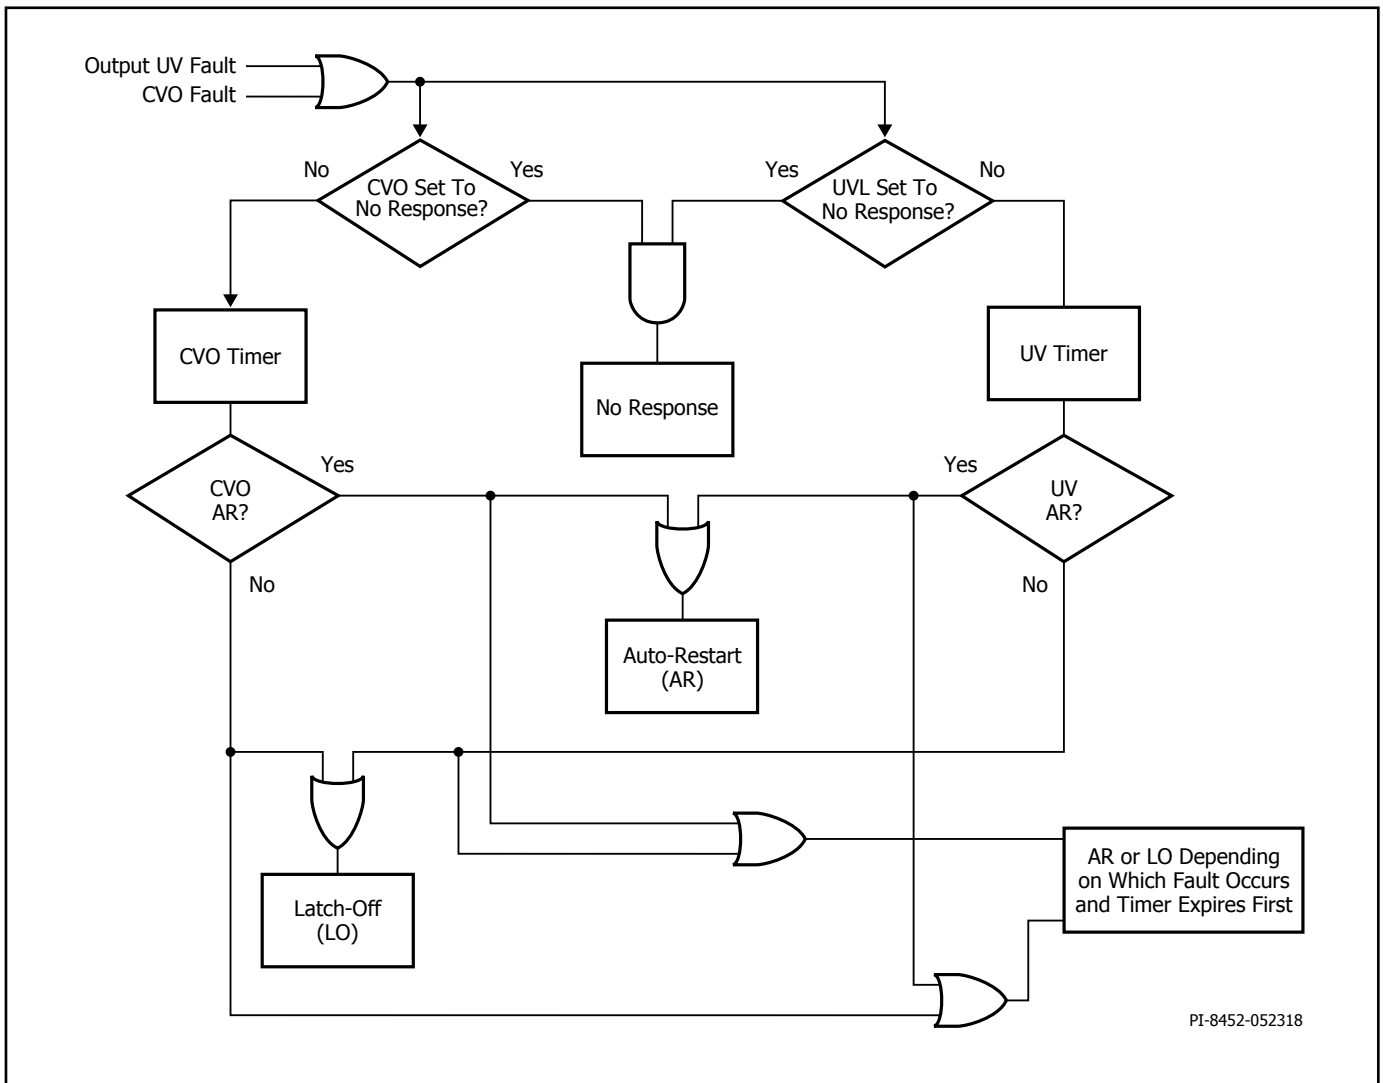 Output UV Fault
CVO Fault
No
Yes
Yes
No
CVO Set To
No Response?
UVL Set To
No Response?
CVO Timer
UV Timer
No Response
Yes
Yes
CVO
AR?
UV
AR?
No
No
Auto-Restart
(AR)
Latch-Off
(LO)
AR or LO Depending
on Which Fault Occurs
and Timer Expires First
PI-8452-052318